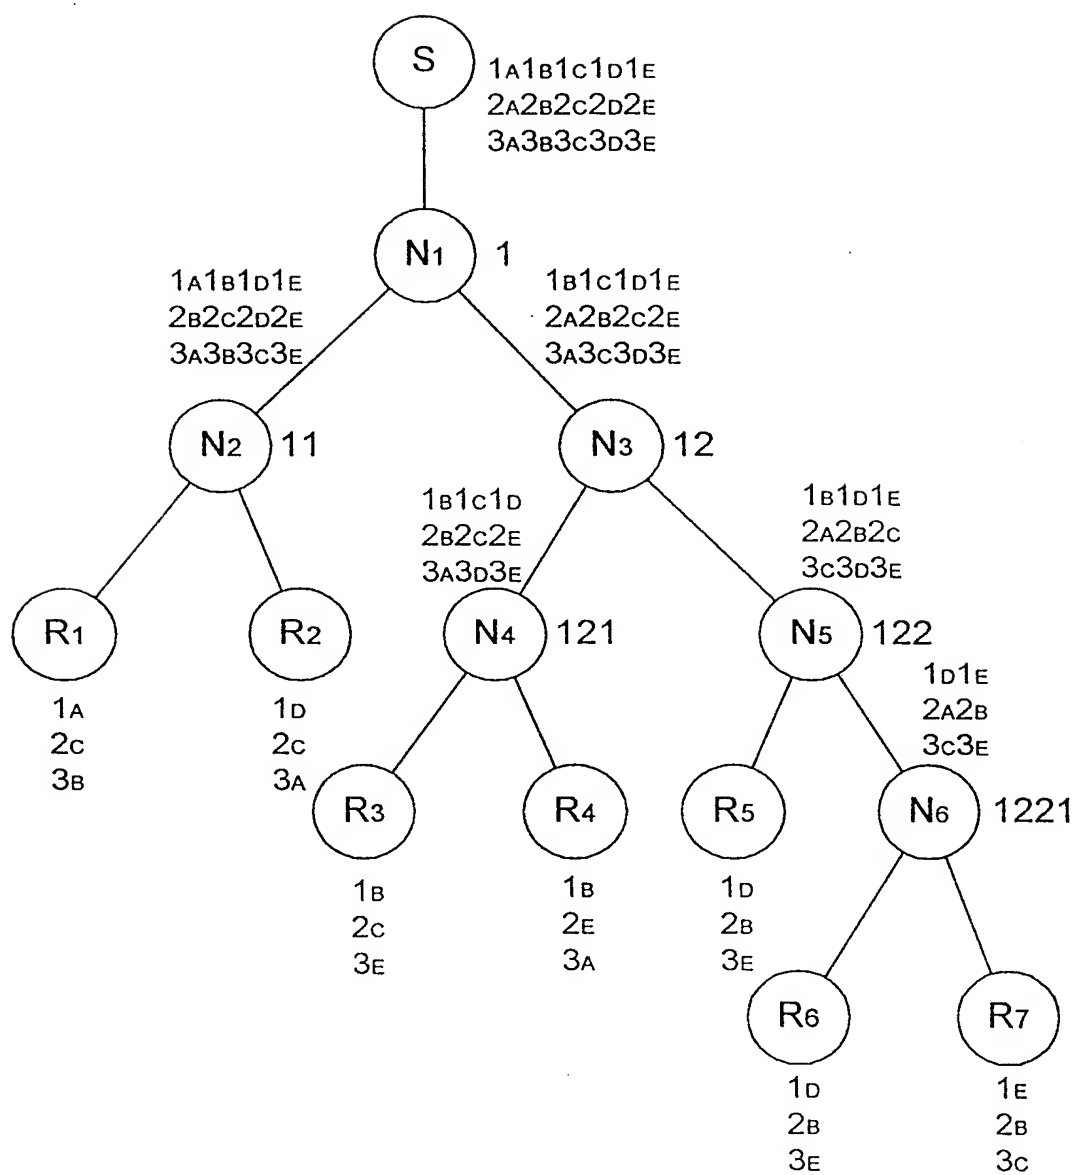 S
1A1B1C1D1E
2A2B2C2D2E
3A3B3C3D3E
N1 1
1A1B1D1E
2B2C2D2E
3A3B3C3E
1B1C1D1E
2A2B2C2E
3A3C3D3E
N2 11
N3 12
1B1C1D
2B2C2E
3A3D3E
1B1D1E
2A2B2C
3C3D3E
R1
R2
N4 121
N5 122
1A
2C
3B
1D
2C
3A
1D1E
2A2B
3C3E
R3
R4
R5
N6 1221
1B
2C
3E
1B
2E
3A
1D
2B
3E
R6
R7
1D
2B
3E
1E
2B
3C